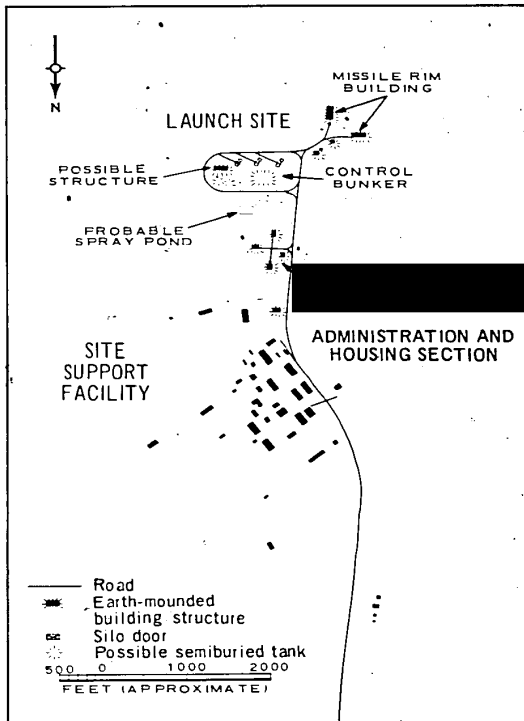 N
MISSILE RIM
BUILDING
LAUNCH SITE
POSSIBLE
STRUCTURE
CONTROL
BUNKER
PROBABLE
SPRAY POND
ADMINISTRATION AND
HOUSING SECTION
SITE
SUPPORT
FACILITY
Road
Earth-mounded
building structure
Silo door
Possible semiburied tank
500 0 1000 2000
FEET (APPROXIMATE)